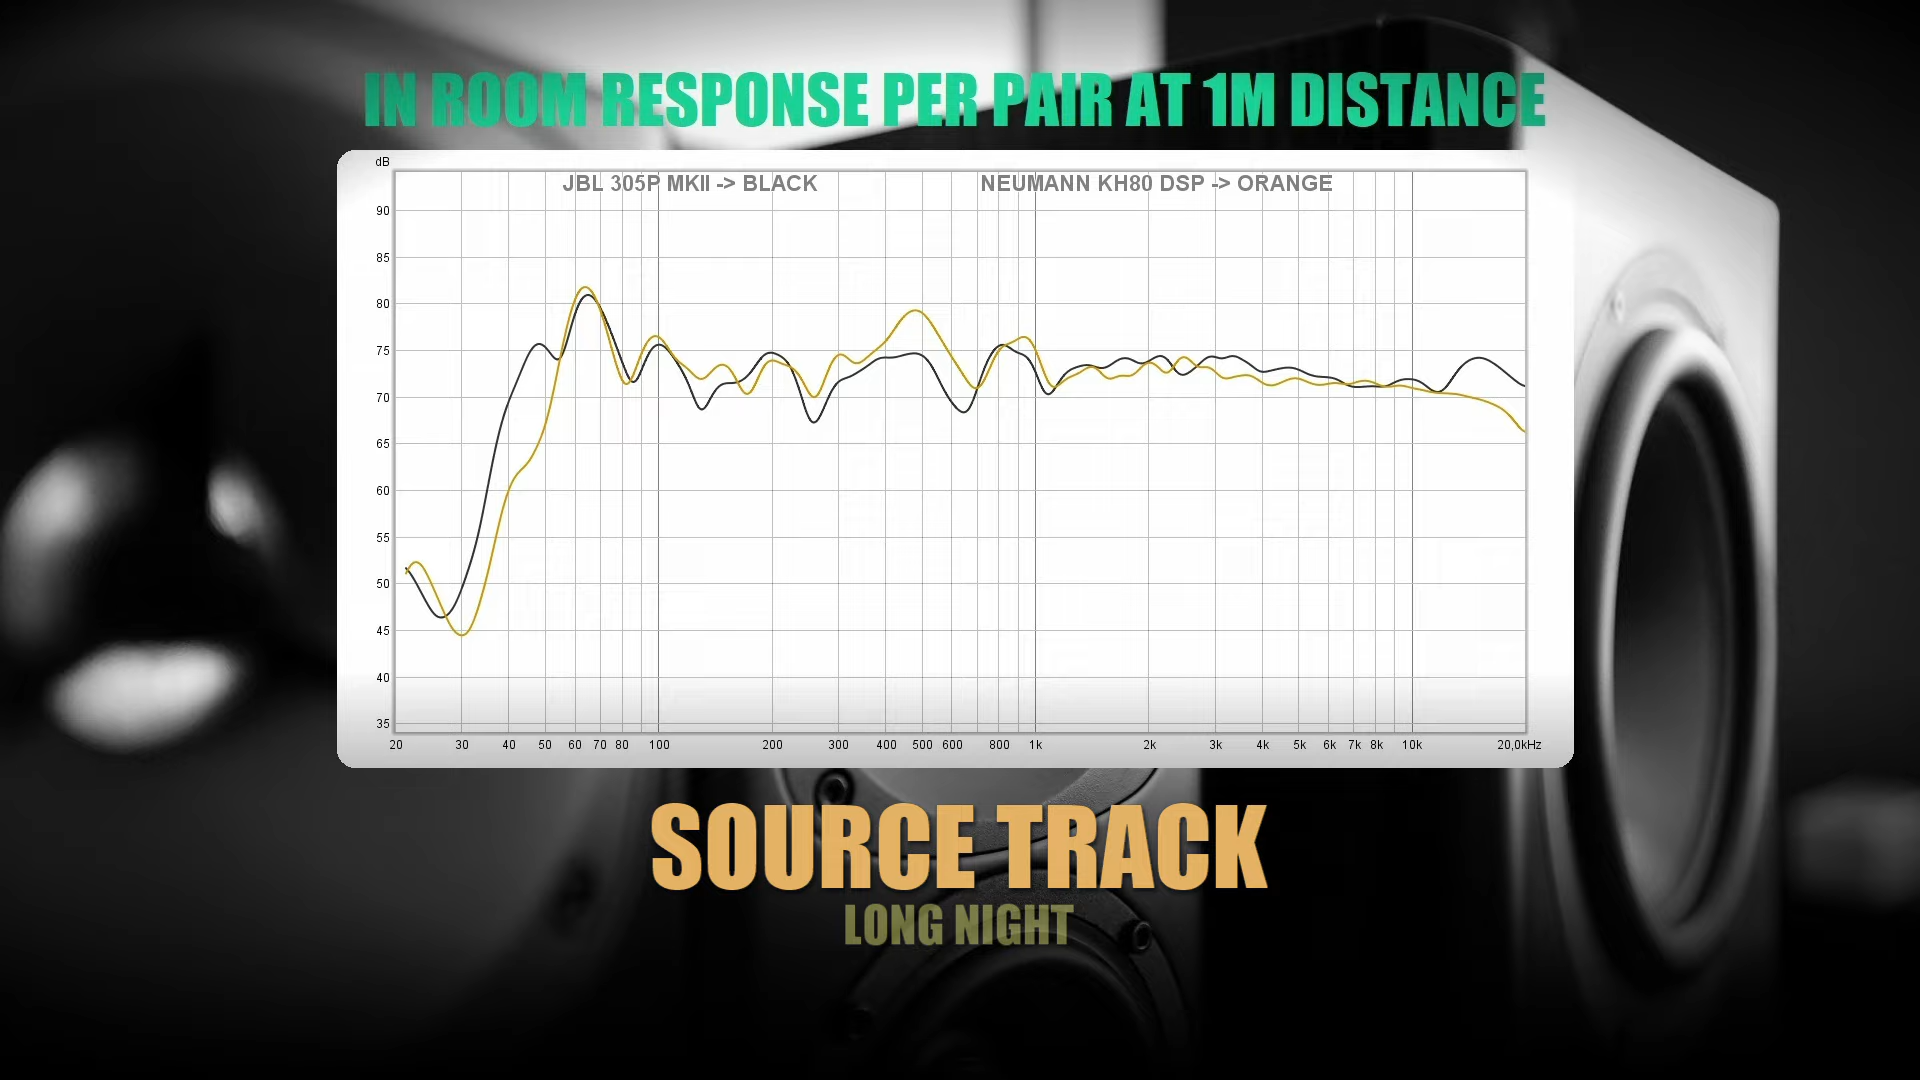 IN ROOM RESPONSE PER PAIR AT 1M DISTANCE
dB
JBL 305P MKII -> BLACK NEUMANN KH80 DSP -> ORANGE
90
85
80
75
70
65
60
55
50
45
40
35
20 30 40 50 60 70 80 100 200 300 400 500 600 800 1k 2k 3k 4k 5k 6k 7k 8k 10k 20,0kHz
SOURCE TRACK
LONG NIGHT